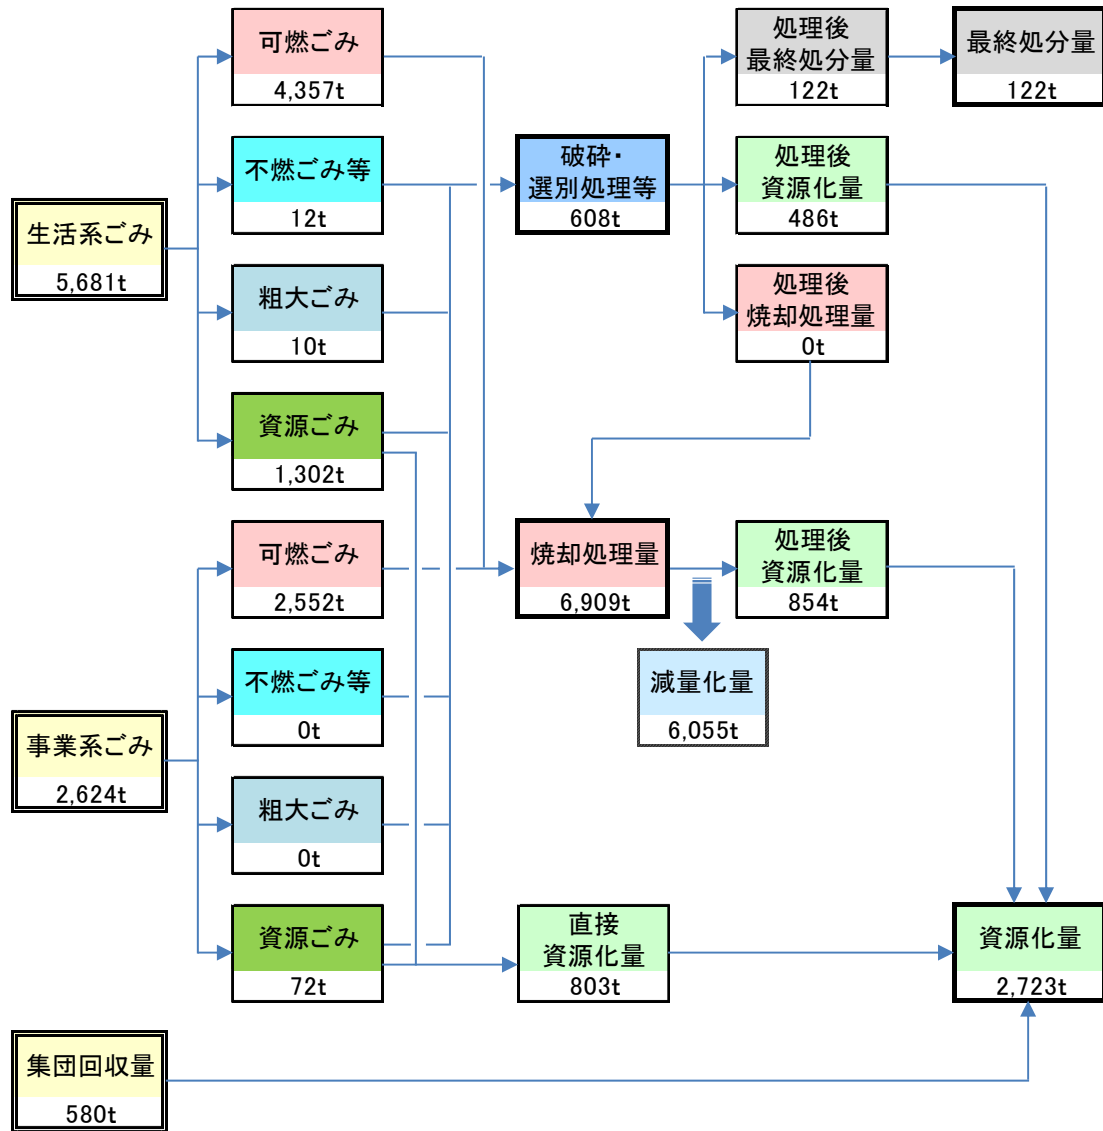 生活系ごみ
5,681t
可燃ごみ
4,357t
不燃ごみ等
12t
粗大ごみ
10t
資源ごみ
1,302t
破砕・
選別処理等
608t
処理後
最終処分量
122t
最終処分量
122t
処理後
資源化量
486t
処理後
焼却処理量
0t
事業系ごみ
2,624t
可燃ごみ
2,552t
不燃ごみ等
0t
粗大ごみ
0t
資源ごみ
72t
焼却処理量
6,909t
処理後
資源化量
854t
減量化量
6,055t
直接
資源化量
803t
資源化量
2,723t
集団回収量
580t